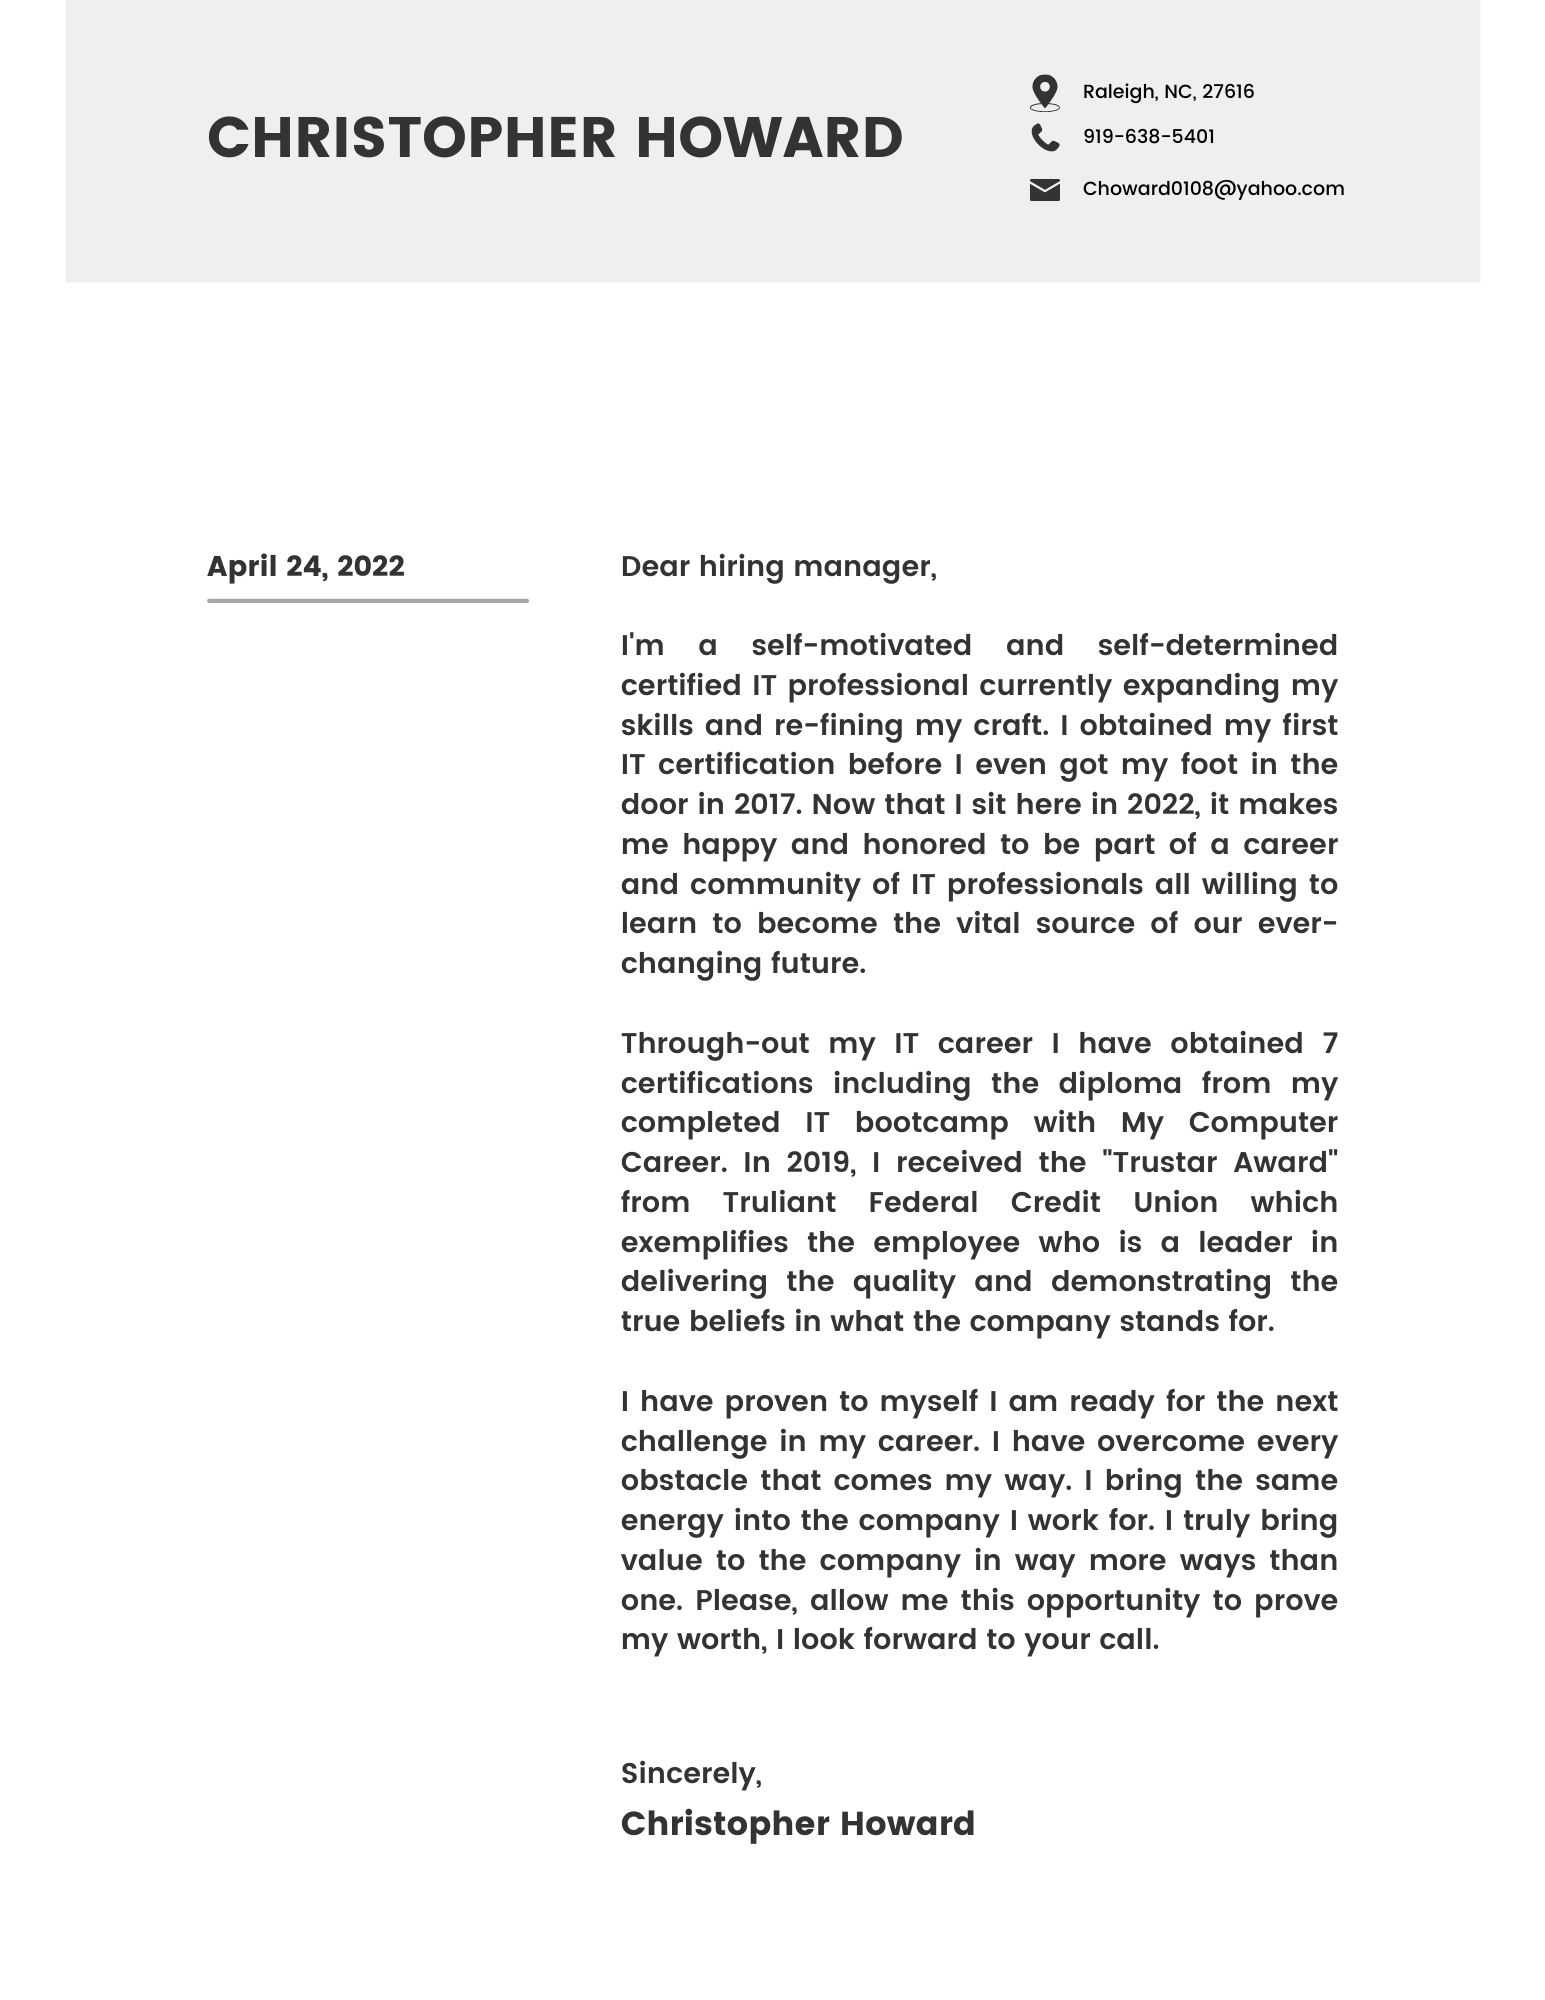 CHRISTOPHER HOWARD
Raleigh, NC, 27616
919-638-5401
Choward0108@yahoo.com
April 24, 2022
Dear hiring manager,
I'm a self-motivated and self-determined
certified IT professional currently expanding my
skills and re-fining my craft. I obtained my first
IT certification before I even got my foot in the
door in 2017. Now that I sit here in 2022, it makes
me happy and honored to be part of a career
and community of IT professionals all willing to
learn to become the vital source of our ever-
changing future.
Through-out my IT career I have obtained 7
certifications including the diploma from my
completed IT bootcamp with My Computer
Career. In 2019, I received the "Trustar Award"
from Truliant Federal Credit Union which
exemplifies the employee who is a leader in
delivering the quality and demonstrating the
true beliefs in what the company stands for.
I have proven to myself I am ready for the next
challenge in my career. I have overcome every
obstacle that comes my way. I bring the same
energy into the company I work for. I truly bring
value to the company in way more ways than
one. Please, allow me this opportunity to prove
my worth, I look forward to your call.
Sincerely,
Christopher Howard